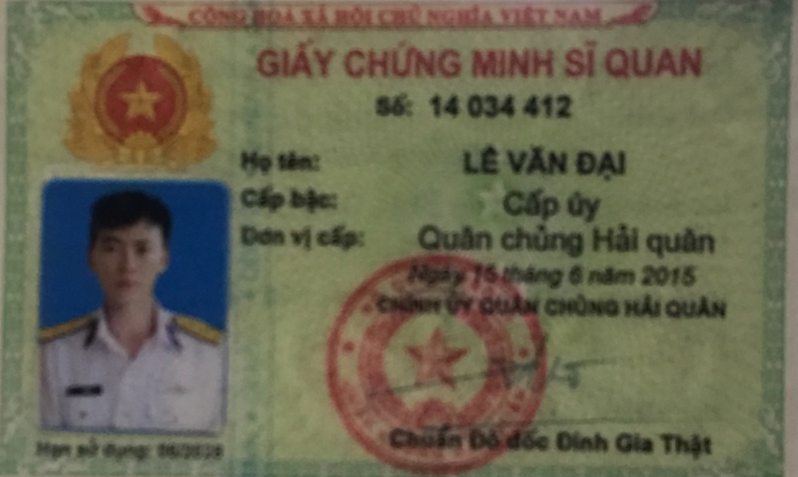 CỘNG HOÀ XÃ HỘI CHỦ NGHĨA VIỆT NAM
GIẤY CHỨNG MINH SĨ QUAN
Số: 14 034 412
Họ tên: LÊ VĂN ĐẠI
Cấp bậc: Cấp úy
Đơn vị cấp: Quân chủng Hải quân
Ngày 15 tháng 6 năm 2015
CHÍNH ỦY QUÂN CHỦNG HẢI QUÂN
Chuẩn Đô đốc Đinh Gia Thật
Hạn sử dụng: